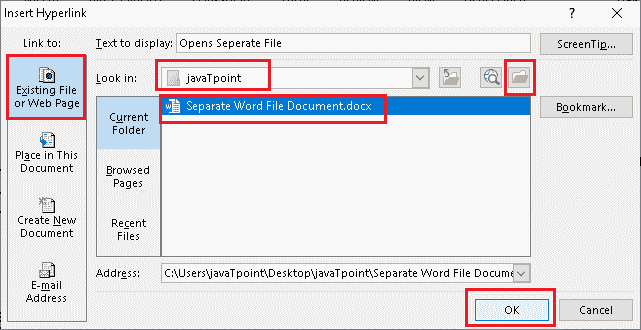 Insert Hyperlink
Link to:
Text to display: Opens Seperate File
ScreenTip...
Existing File
or Web Page
Look in:
javaTpoint
Current
Folder
Separate Word File Document.docx
Bookmark...
Place in This
Document
Browsed
Pages
Create New
Document
Recent
Files
E-mail
Address
Address: C:\Users\javaTpoint\Desktop\javaTpoint\Separate Word File Docume
OK
Cancel